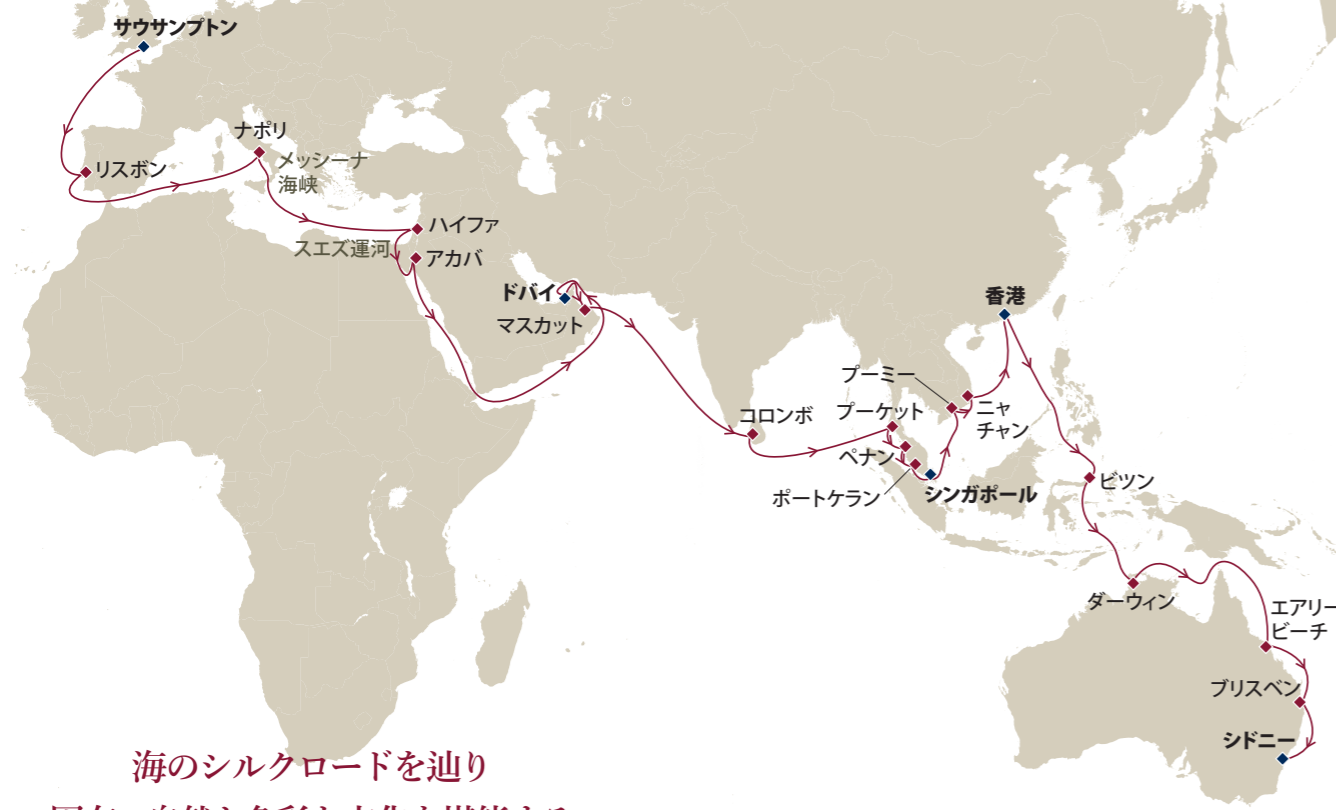 サウサンプトン
ナポリ
メッシーナ
海峡
リスボン
ハイファ
スエズ運河
アカバ
ドバイ
マスカット
香港
プーミー
プーケット
ニャ
チャン
コロンボ
ペナン
ポートケラン
シンガポール
ビツン
ダーウィン
エアリー
ビーチ
ブリスベン
シドニー
海のシルクロードを辿り